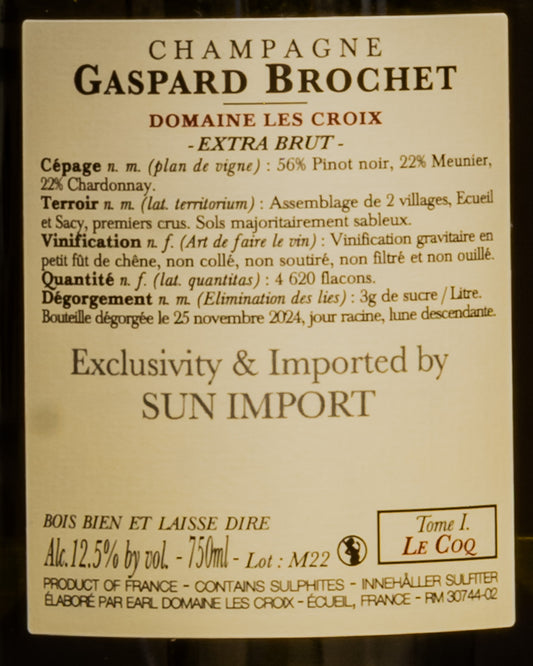 CHAMPAGNE
GASPARD BROCHET
DOMAINE LES CROIX
- EXTRA BRUT -
Cépage n. m. (plan de vigne) : 56% Pinot noir, 22% Meunier,
22% Chardonnay.
Terroir n. m. (lat. territorium) : Assemblage de 2 villages, Ecueil
et Sacy, premiers crus. Sols majoritairement sableux.
Vinification n. f. (Art de faire le vin) : Vinification gravitaire en
petit fût de chêne, non collé, non soutiré, non filtré et non ouillé.
Quantité n. f. (lat. quantitas) : 4 620 flacons.
Dégorgement n. m. (Elimination des lies) : 3g de sucre / Litre.
Bouteille dégorgée le 25 novembre 2024, jour racine, lune descendante.
Exclusivity & Imported by
SUN IMPORT
BOIS BIEN ET LAISSE DIRE
Alc.12.5% by vol. - 750ml - Lot : M22
Tome I.
LE COQ
PRODUCT OF FRANCE - CONTAINS SULPHITES - INNEHÅLLER SULFITER
ÉLABORÉ PAR EARL DOMAINE LES CROIX - ÉCUEIL, FRANCE - RM 30744-02